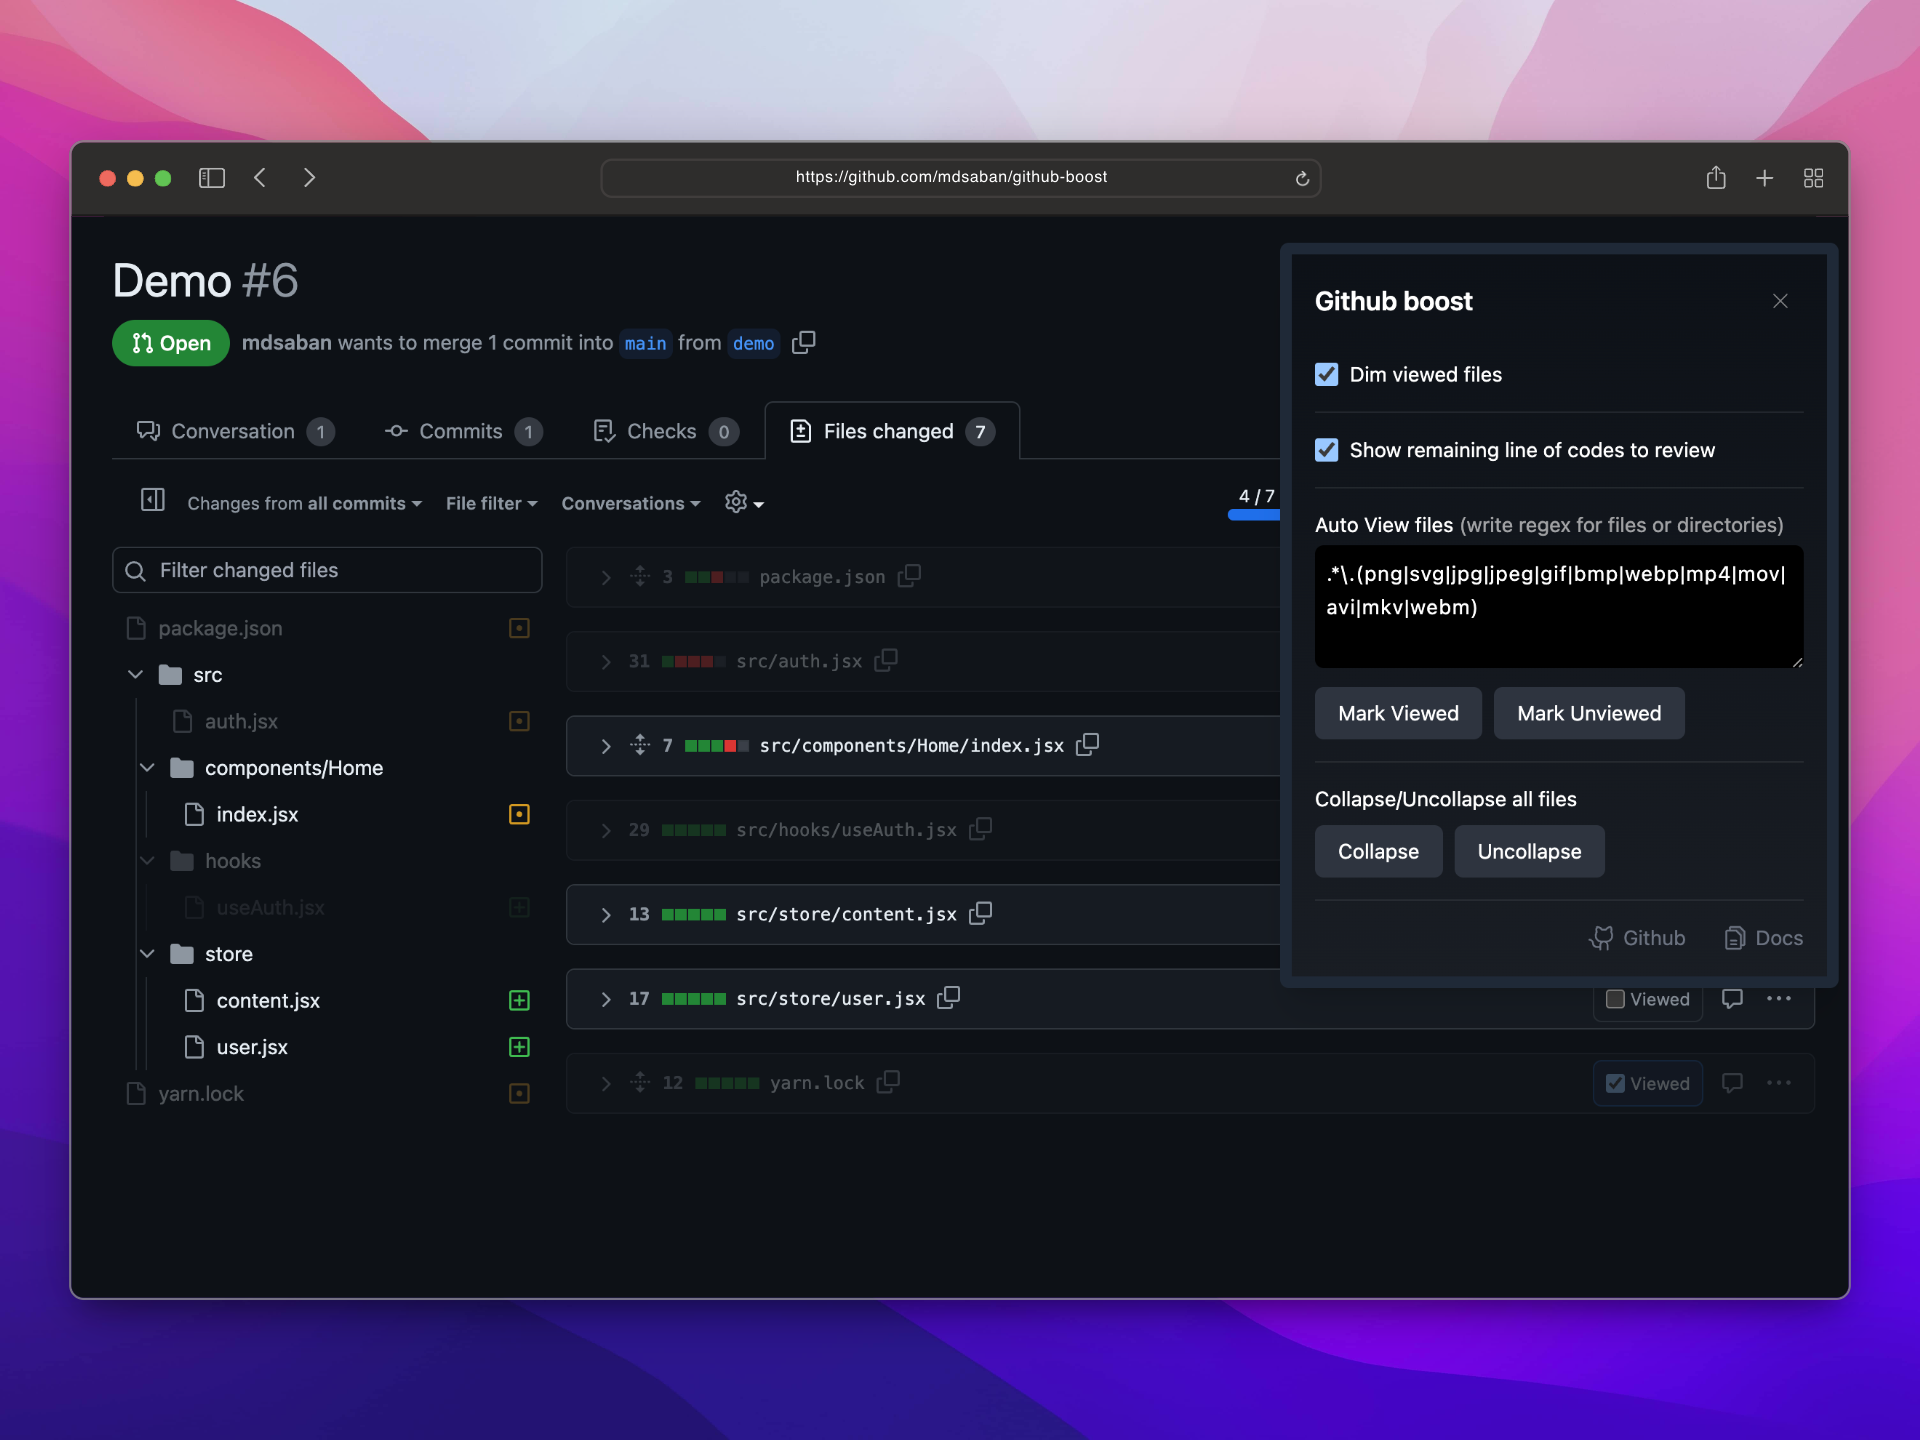 https://github.com/mdsaban/github-boost
Demo #6
Open mdsaban wants to merge 1 commit into main from demo
Conversation 1 Commits 1 Checks 0 Files changed 7
Changes from all commits File filter Conversations
4 / 7
Filter changed files
package.json
src
auth.jsx
components/Home
index.jsx
hooks
useAuth.jsx
store
content.jsx
user.jsx
yarn.lock
3 package.json
31 src/auth.jsx
7 src/components/Home/index.jsx
29 src/hooks/useAuth.jsx
13 src/store/content.jsx
17 src/store/user.jsx
Viewed
12 yarn.lock
Viewed
Github boost
Dim viewed files
Show remaining line of codes to review
Auto View files (write regex for files or directories)
.*\.(png|svg|jpg|jpeg|gif|bmp|webp|mp4|mov|
avi|mkv|webm)
Mark Viewed Mark Unviewed
Collapse/Uncollapse all files
Collapse Uncollapse
Github Docs